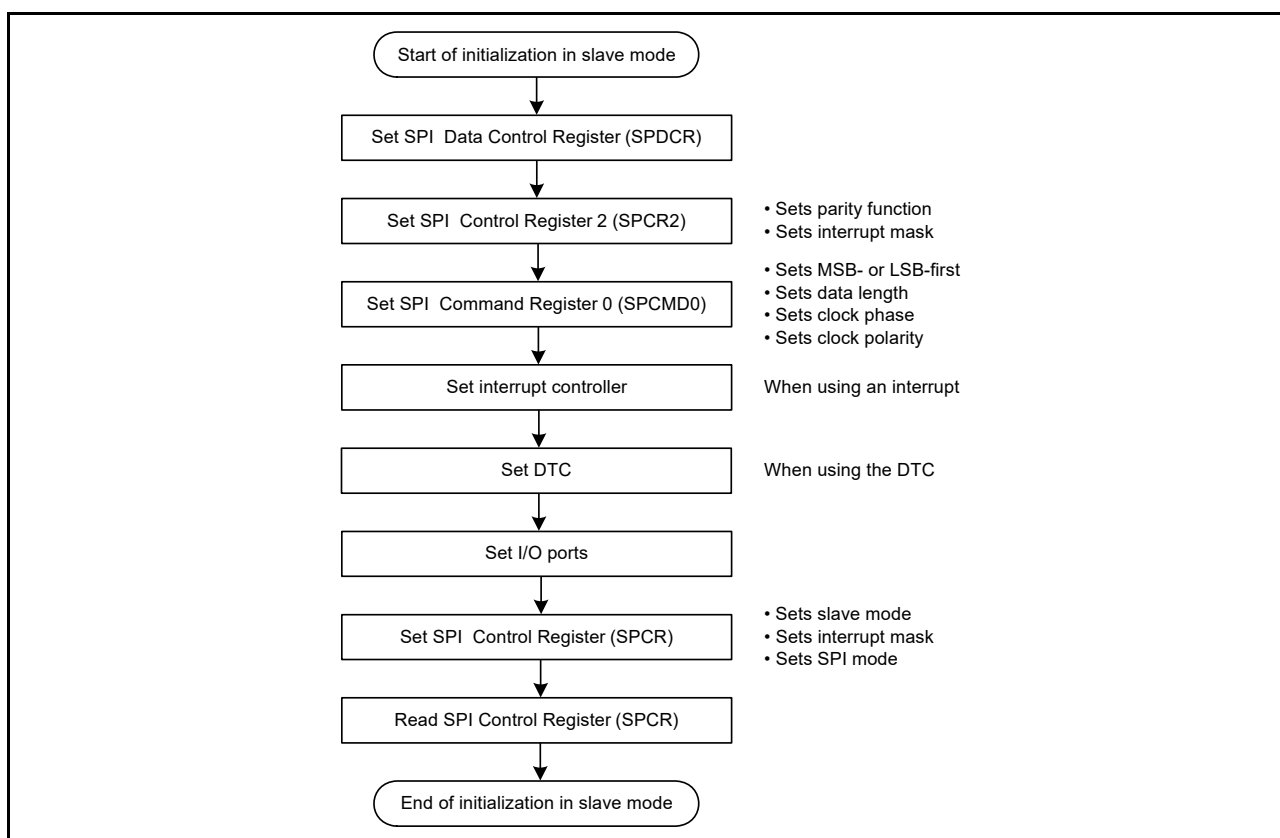 Start of initialization in slave mode
Set SPI Data Control Register (SPDCR)
Set SPI Control Register 2 (SPCR2)
• Sets parity function
• Sets interrupt mask
Set SPI Command Register 0 (SPCMD0)
• Sets MSB- or LSB-first
• Sets data length
• Sets clock phase
• Sets clock polarity
Set interrupt controller
When using an interrupt
Set DTC
When using the DTC
Set I/O ports
Set SPI Control Register (SPCR)
• Sets slave mode
• Sets interrupt mask
• Sets SPI mode
Read SPI Control Register (SPCR)
End of initialization in slave mode